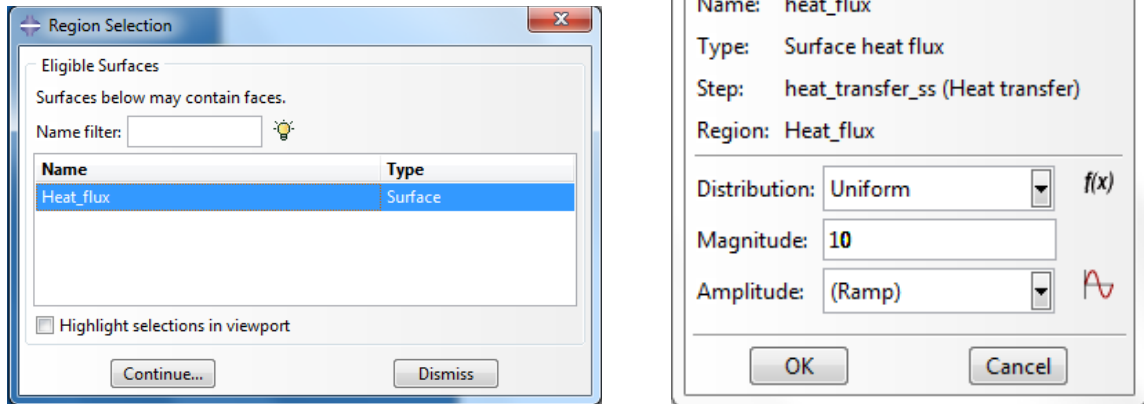 Region Selection
x
Eligible Surfaces
Surfaces below may contain faces.
Name filter:
Name Type
Heat_flux Surface
Highlight selections in viewport
Continue... Dismiss
Name: heat_flux
Type: Surface heat flux
Step: heat_transfer_ss (Heat transfer)
Region: Heat_flux
Distribution: Uniform f(x)
Magnitude: 10
Amplitude: (Ramp)
OK Cancel